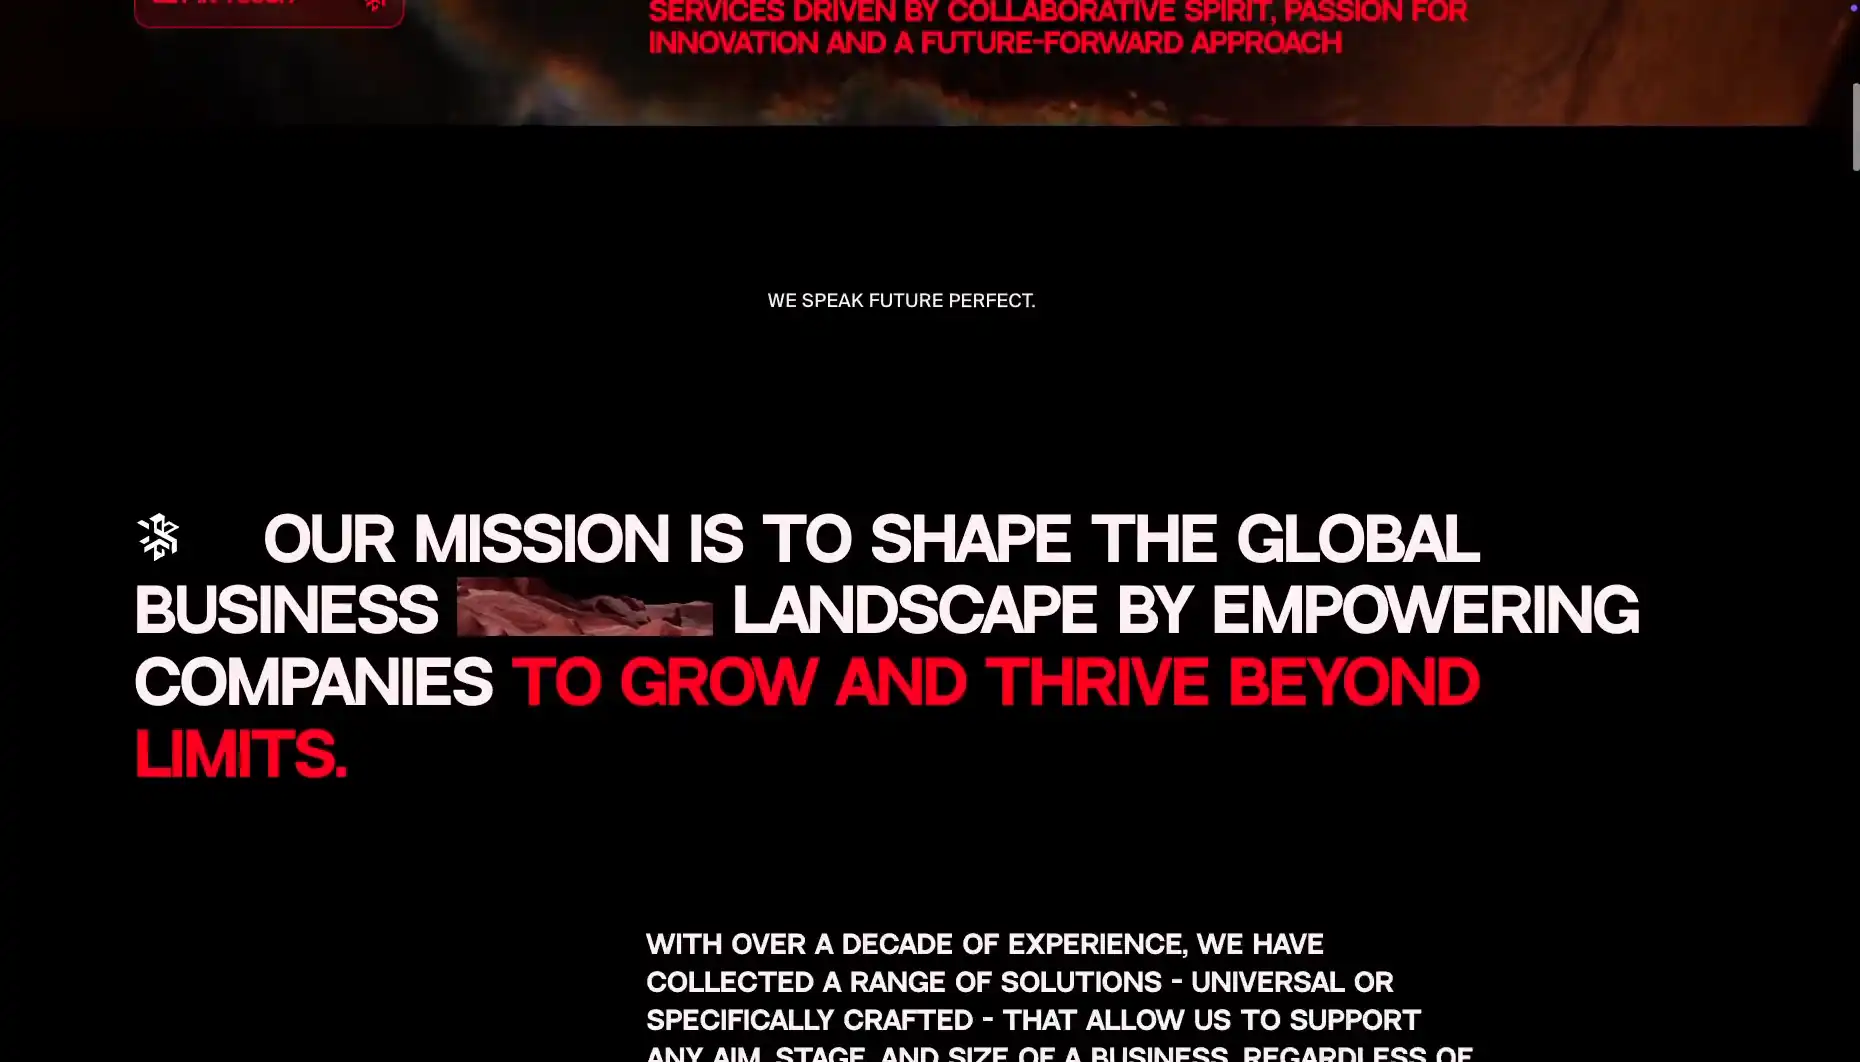 SERVICES DRIVEN BY COLLABORATIVE SPIRIT, PASSION FOR
INNOVATION AND A FUTURE-FORWARD APPROACH
WE SPEAK FUTURE PERFECT.
OUR MISSION IS TO SHAPE THE GLOBAL
BUSINESS LANDSCAPE BY EMPOWERING
COMPANIES TO GROW AND THRIVE BEYOND
LIMITS.
WITH OVER A DECADE OF EXPERIENCE, WE HAVE
COLLECTED A RANGE OF SOLUTIONS - UNIVERSAL OR
SPECIFICALLY CRAFTED - THAT ALLOW US TO SUPPORT
ANY AIM, STAGE, AND SIZE OF A BUSINESS, REGARDLESS OF